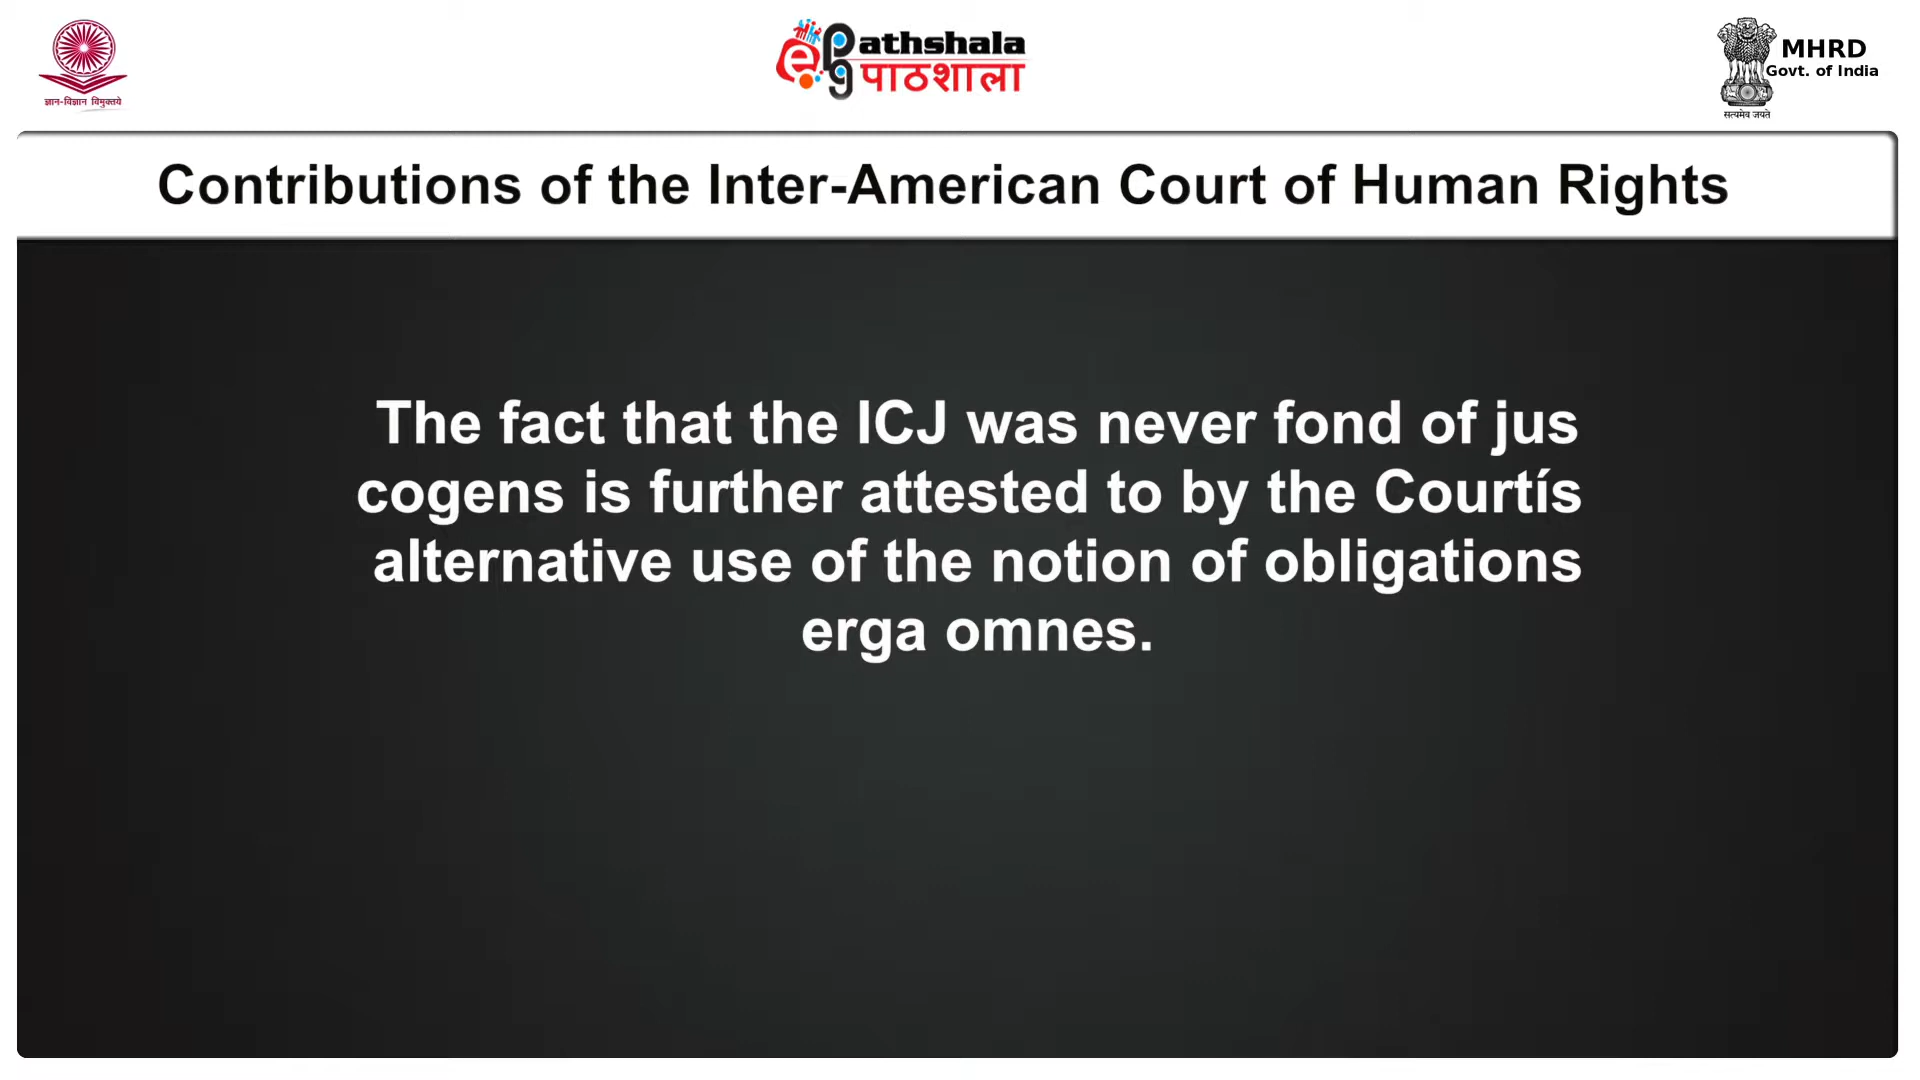 ज्ञान-विज्ञान विमुक्तये
ePG Pathshala
पाठशाला
MHRD
Govt. of India
सत्यमेव जयते
Contributions of the Inter-American Court of Human Rights
The fact that the ICJ was never fond of jus
cogens is further attested to by the Courtís
alternative use of the notion of obligations
erga omnes.